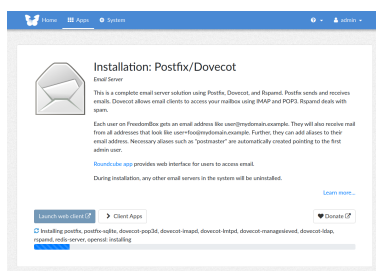 Home Apps System admin
Installation: Postfix/Dovecot
Email Server
This is a complete email server solution using Postfix, Dovecot, and Rspamd. Postfix sends and receives
emails. Dovecot allows email clients to access your mailbox using IMAP and POP3. Rspamd deals with
spam.
Each user on FreedomBox gets an email address like user@mydomain.example. They will also receive mail
from all addresses that look like user+foo@mydomain.example. Further, they can add aliases to their
email address. Necessary aliases such as "postmaster" are automatically created pointing to the first
admin user.
Roundcube app provides web interface for users to access email.
During installation, any other email servers in the system will be uninstalled.
Learn more...
Launch web client Client Apps Donate
Installing postfix, postfix-sqlite, dovecot-pop3d, dovecot-imapd, dovecot-lmtpd, dovecot-managesieved, dovecot-ldap,
rspamd, redis-server, openssl: installing